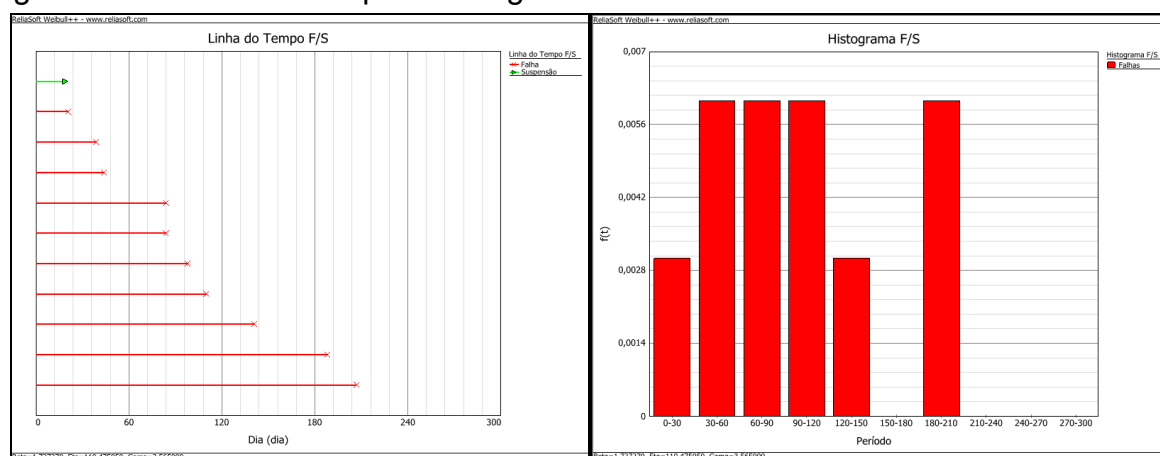 ReliaSoft Weibull++ - www.reliasoft.com
Linha do Tempo F/S
Linha do Tempo F/S
Falha
Suspensão
0 60 120 180 240 300
Dia (dia)
ReliaSoft Weibull++ - www.reliasoft.com
Histograma F/S
Histograma F/S
Falhas
0,007
0,0056
0,0042
0,0028
0,0014
0
f(t)
0-30 30-60 60-90 90-120 120-150 150-180 180-210 210-240 240-270 270-300
Período